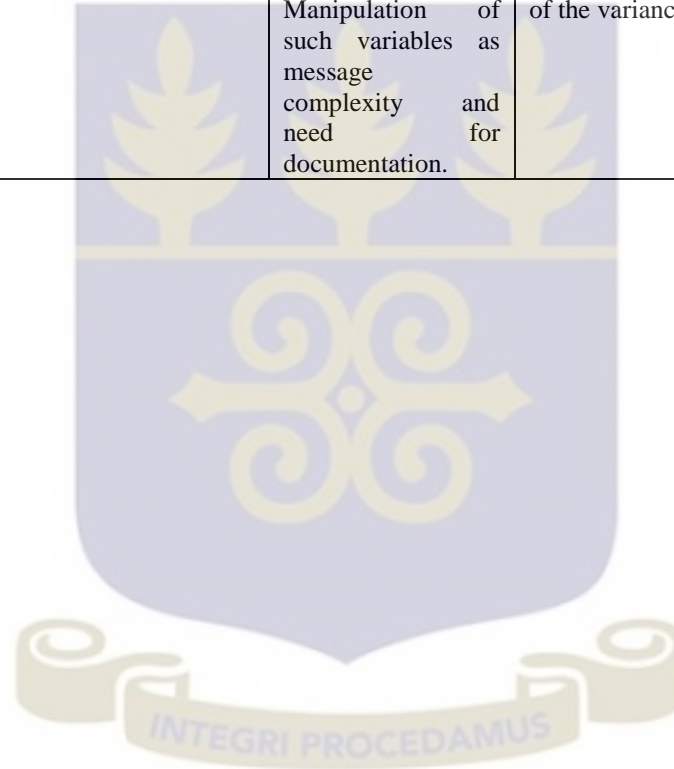 Manipulation of
such variables as
message
complexity and
need for
documentation.
of the varianc
INTEGRI PROCEDAMUS